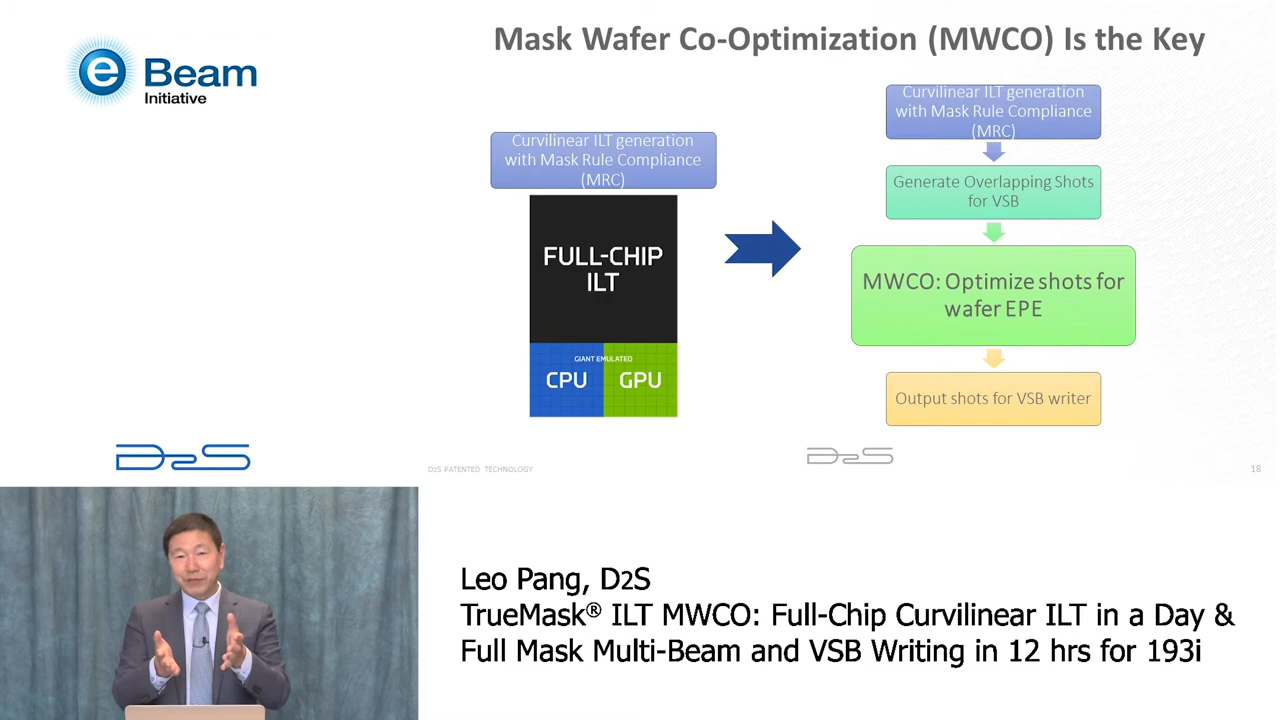 Mask Wafer Co-Optimization (MWCO) Is the Key
e Beam
Initiative
Curvilinear ILT generation
with Mask Rule Compliance
(MRC)
FULL-CHIP
ILT
GIANT EMULATED
CPU GPU
Curvilinear ILT generation
with Mask Rule Compliance
(MRC)
Generate Overlapping Shots
for VSB
MWCO: Optimize shots for
wafer EPE
Output shots for VSB writer
D2S
D2S PATENTED TECHNOLOGY
D2S
18
Leo Pang, D2S
TrueMask® ILT MWCO: Full-Chip Curvilinear ILT in a Day &
Full Mask Multi-Beam and VSB Writing in 12 hrs for 193i